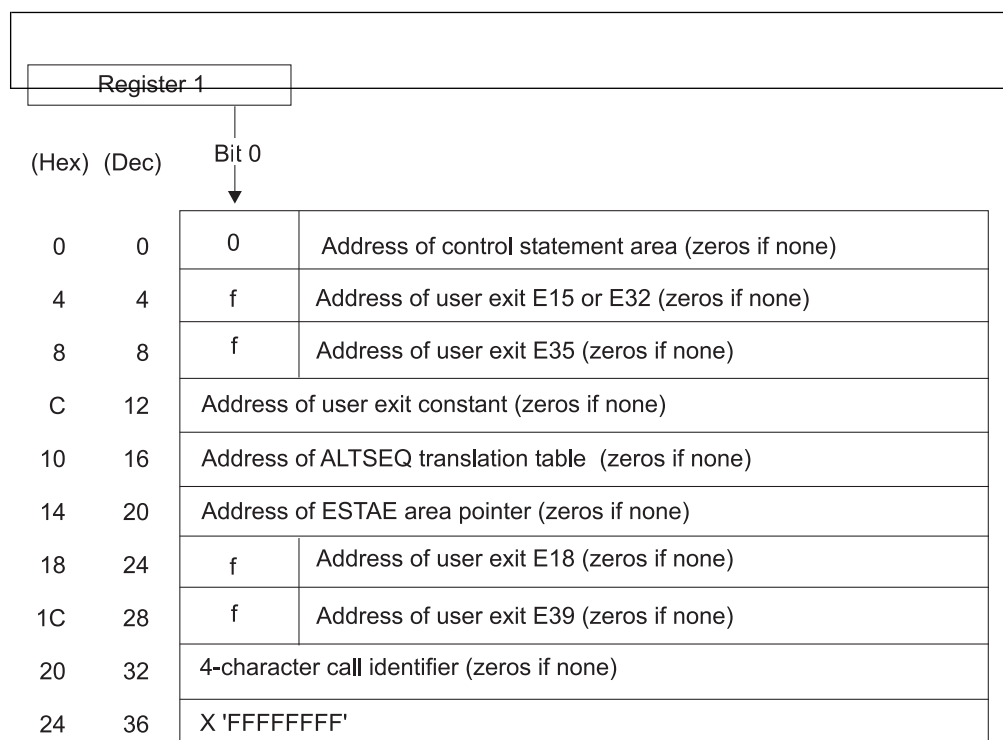 Register 1
(Hex) (Dec) Bit 0
0 0 0 Address of control statement area (zeros if none)
4 4 f Address of user exit E15 or E32 (zeros if none)
8 8 f Address of user exit E35 (zeros if none)
C 12 Address of user exit constant (zeros if none)
10 16 Address of ALTSEQ translation table (zeros if none)
14 20 Address of ESTAE area pointer (zeros if none)
18 24 f Address of user exit E18 (zeros if none)
1C 28 f Address of user exit E39 (zeros if none)
20 32 4-character call identifier (zeros if none)
24 36 X 'FFFFFFFF'